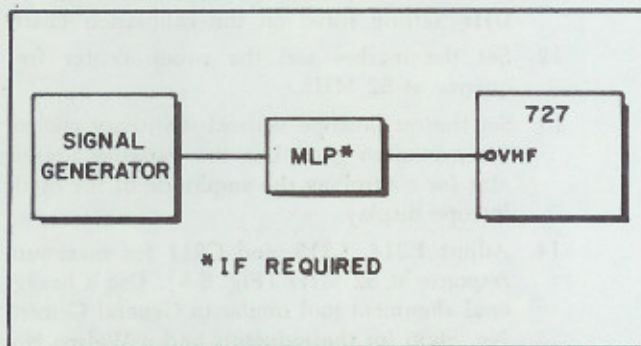 SIGNAL
GENERATOR
MLP*
727
VHF
*IF REQUIRED